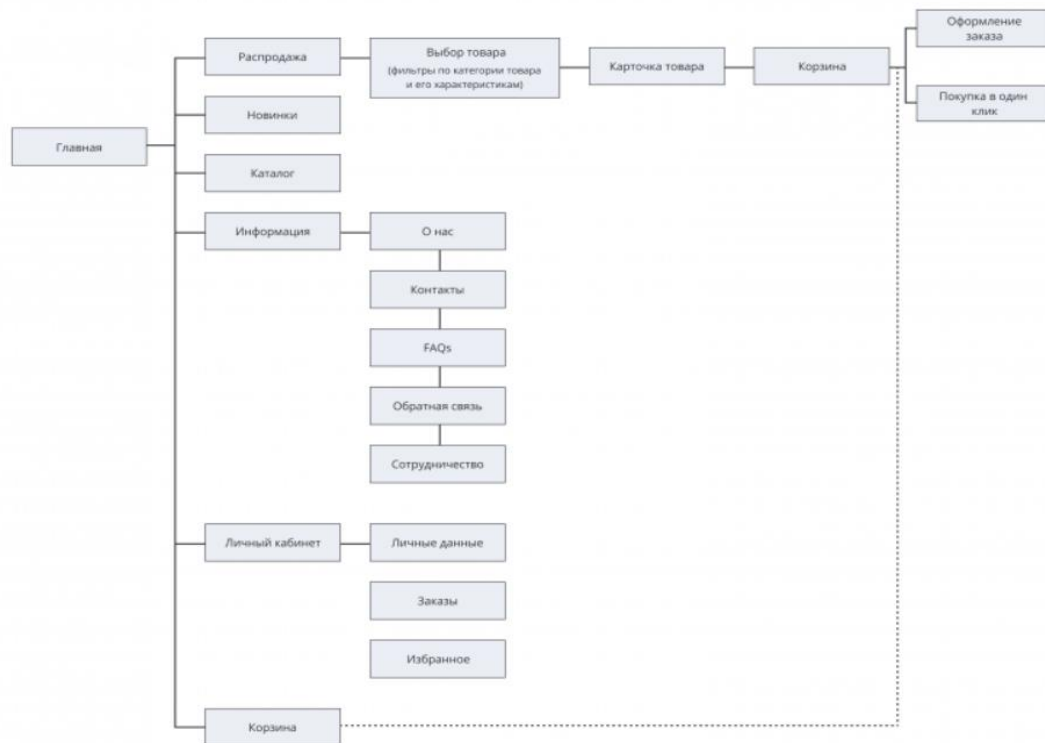 Оформление
заказа
Распродажа
Выбор товара
(фильтры по категории товара
и его характеристикам)
Карточка товара
Корзина
Новинки
Покупка в один
клик
Главная
Каталог
Информация
О нас
Контакты
FAQs
Обратная связь
Сотрудничество
Личный кабинет
Личные данные
Заказы
Избранное
Корзина